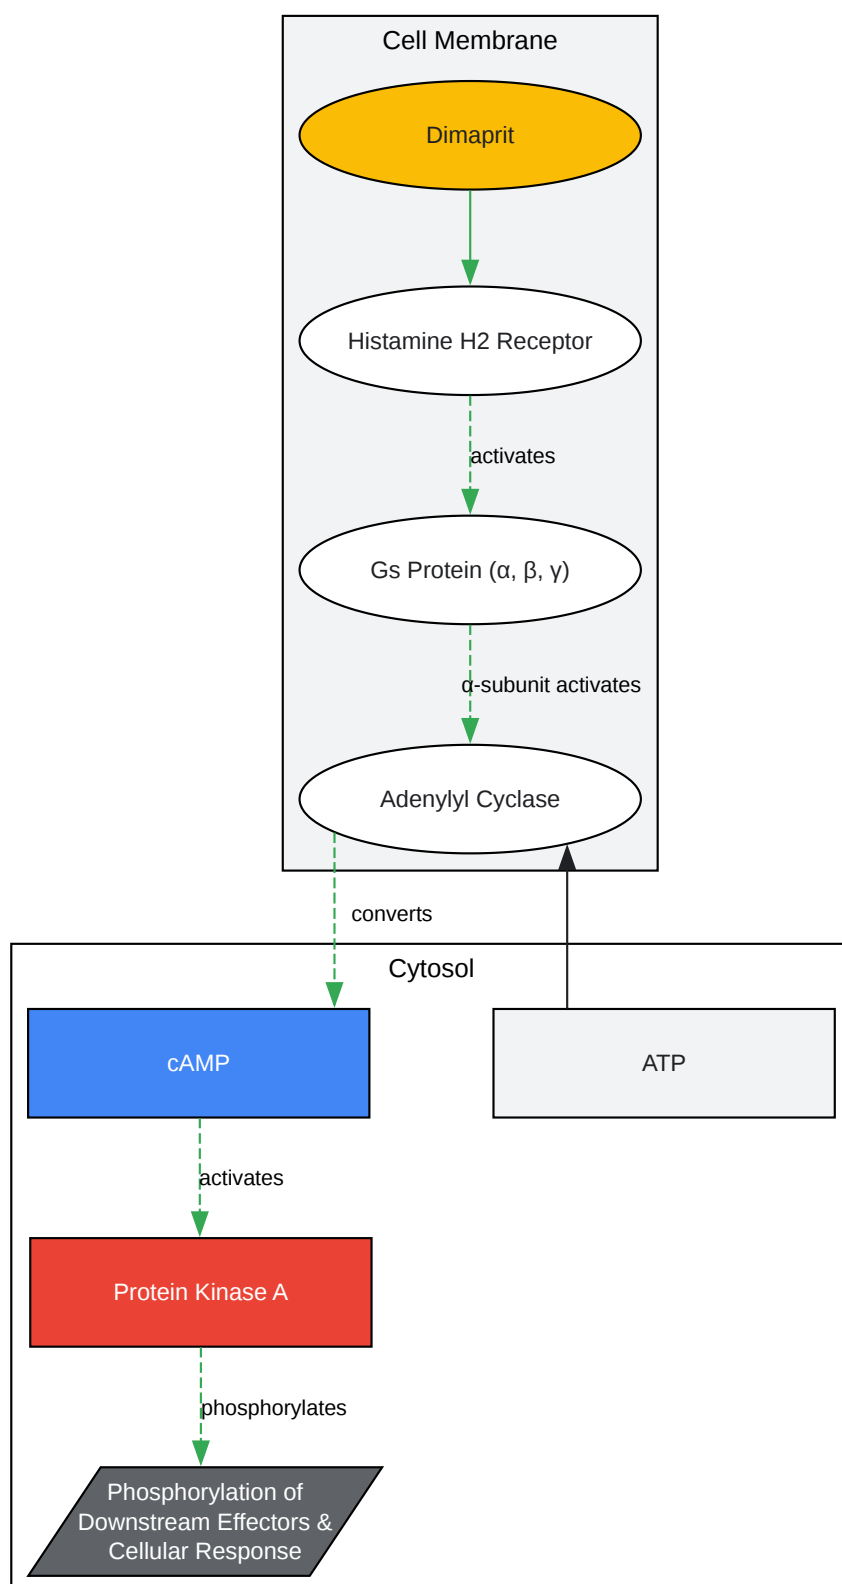 Cell Membrane
Dimaprit
Histamine H2 Receptor
activates
Gs Protein (α, β, γ)
α-subunit activates
Adenylyl Cyclase
converts
Cytosol
cAMP
ATP
activates
Protein Kinase A
phosphorylates
Phosphorylation of
Downstream Effectors &
Cellular Response